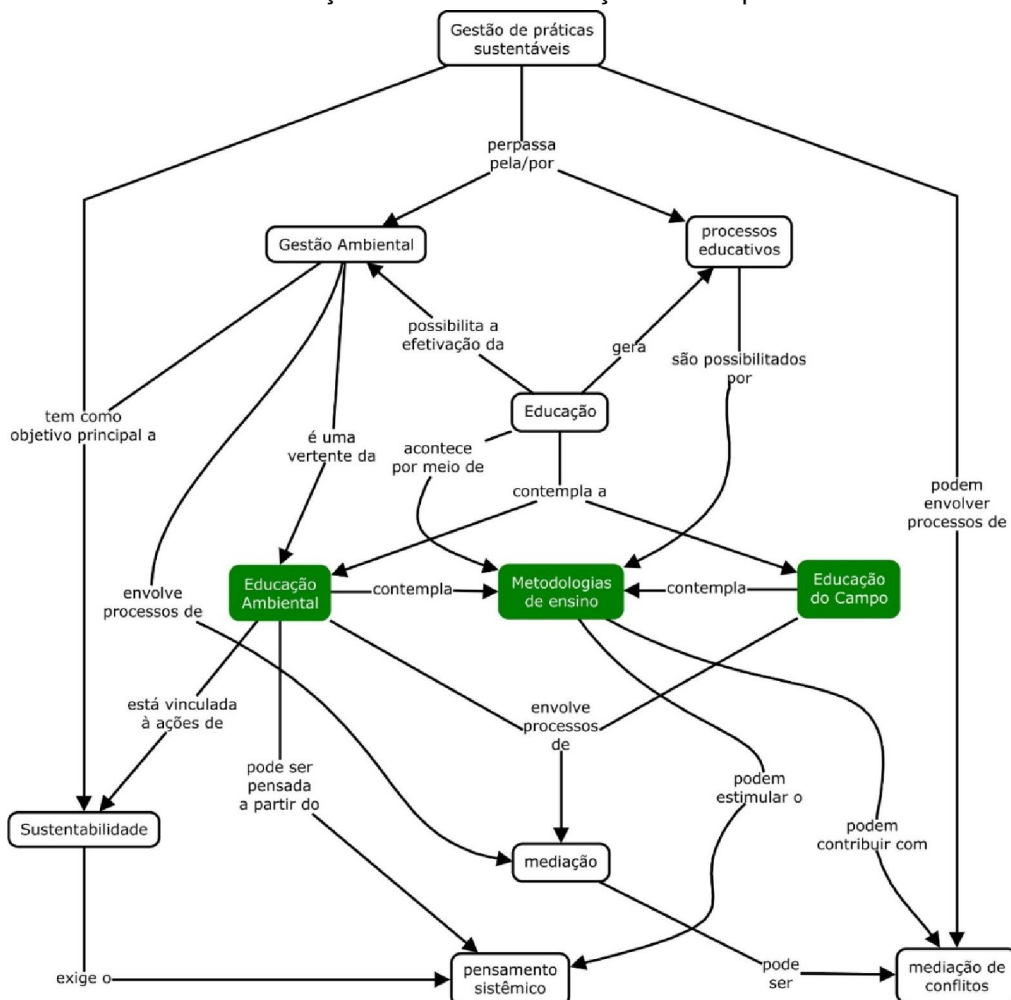 Gestão de práticas
sustentáveis
perpassa
pela/por
Gestão Ambiental
processos
educativos
possibilita a
efetivação da
gera
são possibilitados
por
Educação
tem como
objetivo principal a
é uma
vertente da
acontece
por meio de
contempla a
podem
envolver
processos de
Educação
Ambiental
contempla
Metodologias
de ensino
contempla
Educação
do Campo
envolve
processos de
está vinculada
à ações de
envolve
processos
de
pode ser
pensada
a partir do
podem
estimular o
Sustentabilidade
mediação
podem
contribuir com
exige o
pensamento
sistêmico
pode
ser
mediação de
conflitos